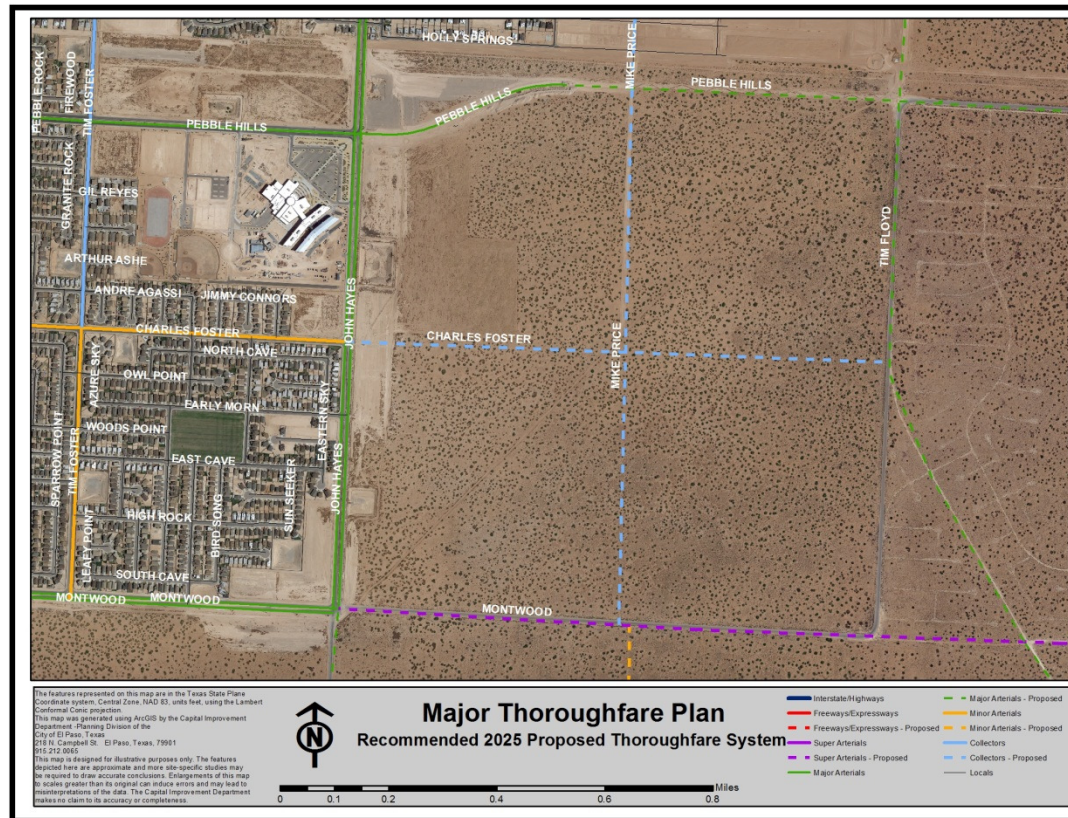 HOLLY SPRINGS
MIKE PRICE
PEBBLE HILLS
PEBBLE HILLS
PEBBLE HILLS
PEBBLE ROCK
FIREWOOD
TIM FOSTER
GRANITE ROCK
GIL REYES
ARTHUR ASHE
ANDRE AGASSI
JIMMY CONNORS
JOHN HAYES
TIM FLOYD
CHARLES FOSTER
CHARLES FOSTER
MIKE PRICE
NORTH CAVE
AZURE SKY
OWL POINT
EARLY MORN
EASTERN SKY
WOODS POINT
SPARROW POINT
TIM FOSTER
EAST CAVE
SUN SEEKER
JOHN HAYES
HIGH ROCK
BIRD SONG
LEAFY POINT
SOUTH CAVE
MONTWOOD
MONTWOOD
MONTWOOD
The features represented on this map are in the Texas State Plane
Coordinate system, Central Zone, NAD 83, units feet, using the Lambert
Conformal Conic projection.
This map was generated using ArcGIS by the Capital Improvement
Department -Planning Division of the
City of El Paso, Texas
218 N. Campbell St. El Paso, Texas, 79901
915.212.0065
This map is designed for illustrative purposes only. The features
depicted here are approximate and more site-specific studies may
be required to draw accurate conclusions. Enlargements of this map
to scales greater than its original can induce errors and may lead to
misinterpretations of the data. The Capital Improvement Department
makes no claim to its accuracy or completeness.
Major Thoroughfare Plan
Recommended 2025 Proposed Thoroughfare System
0 0.1 0.2 0.4 0.6 0.8
Miles
Interstate/Highways
Freeways/Expressways
Freeways/Expressways - Proposed
Super Arterials
Super Arterials - Proposed
Major Arterials
Major Arterials - Proposed
Minor Arterials
Minor Arterials - Proposed
Collectors
Collectors - Proposed
Locals